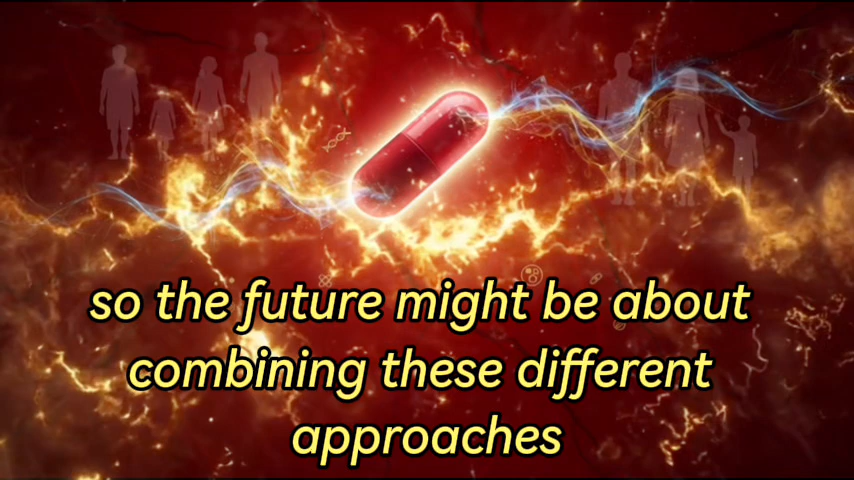 so the future might be about
combining these different
approaches